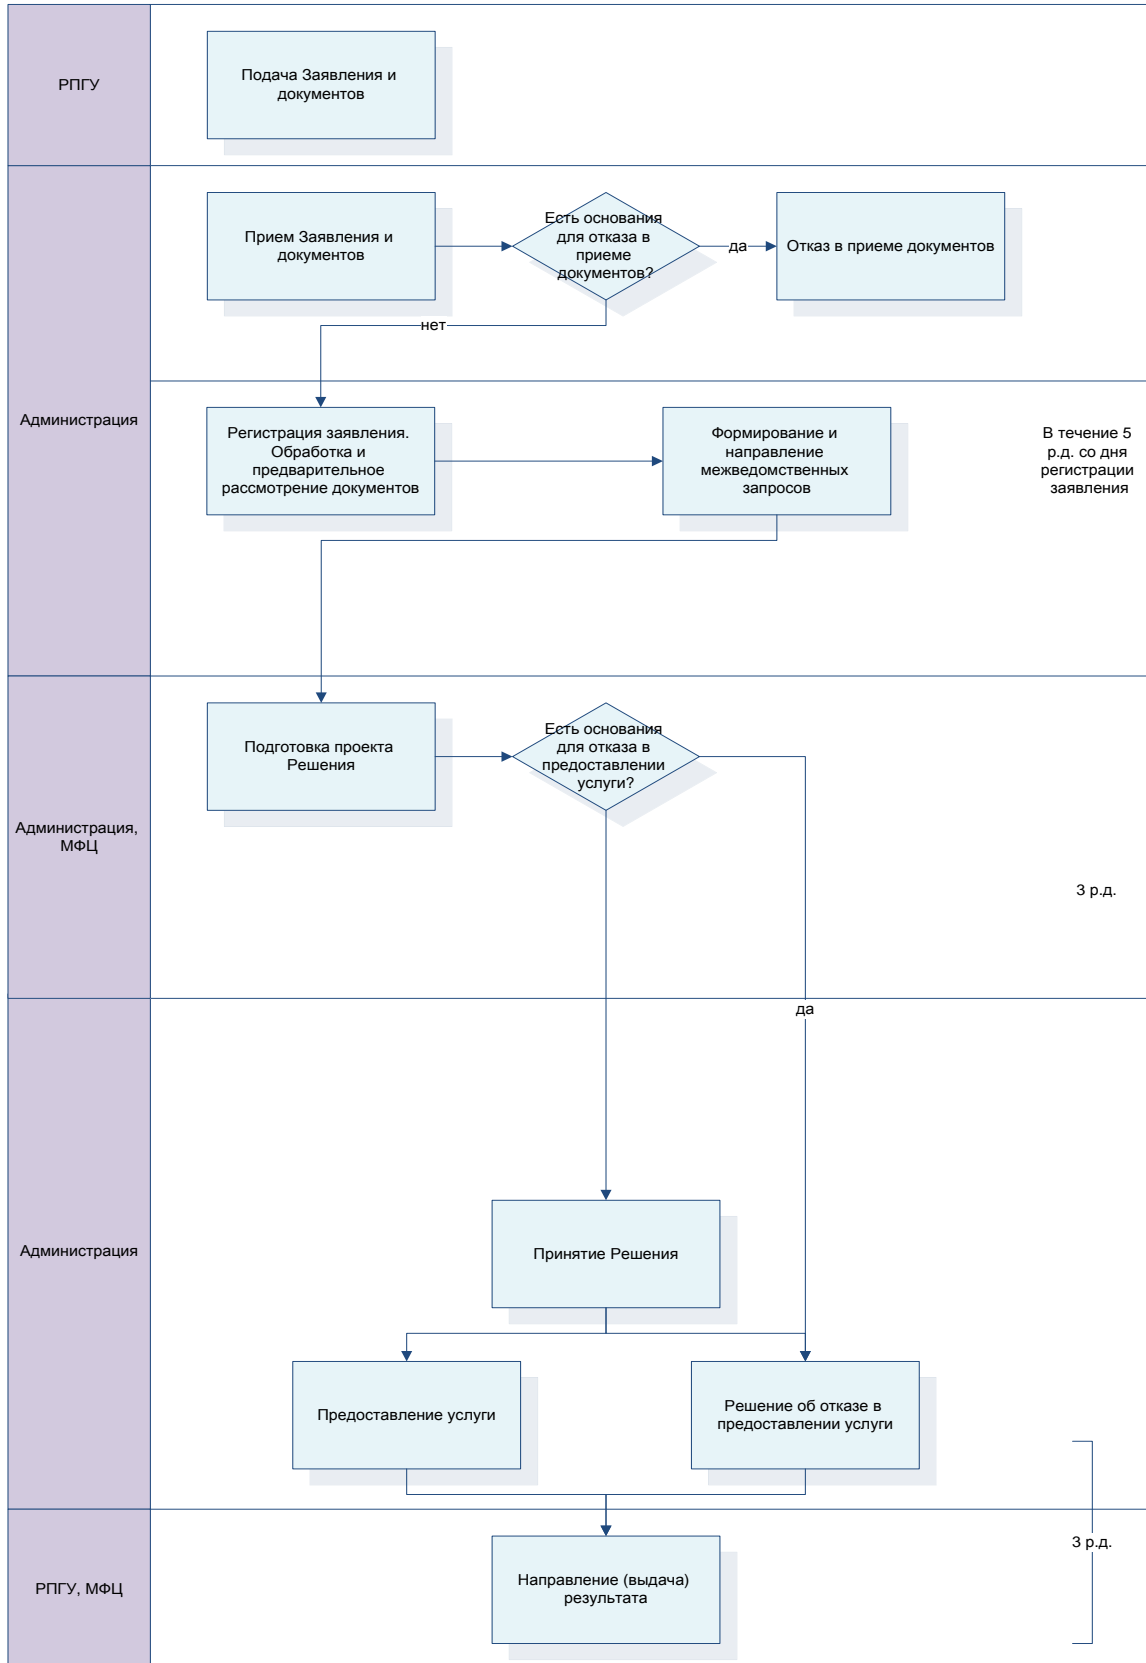 РПГУ
Подача Заявления и
документов
Администрация
Прием Заявления и
документов
Есть основания
для отказа в
приеме
документов?
да
Отказ в приеме документов
нет
Регистрация заявления.
Обработка и
предварительное
рассмотрение документов
Формирование и
направление
межведомственных
запросов
В течение 5
р.д. со дня
регистрации
заявления
Администрация,
МФЦ
Подготовка проекта
Решения
Есть основания
для отказа в
предоставлении
услуги?
3 р.д.
да
Администрация
Принятие Решения
Предоставление услуги
Решение об отказе в
предоставлении услуги
3 р.д.
РПГУ, МФЦ
Направление (выдача)
результата